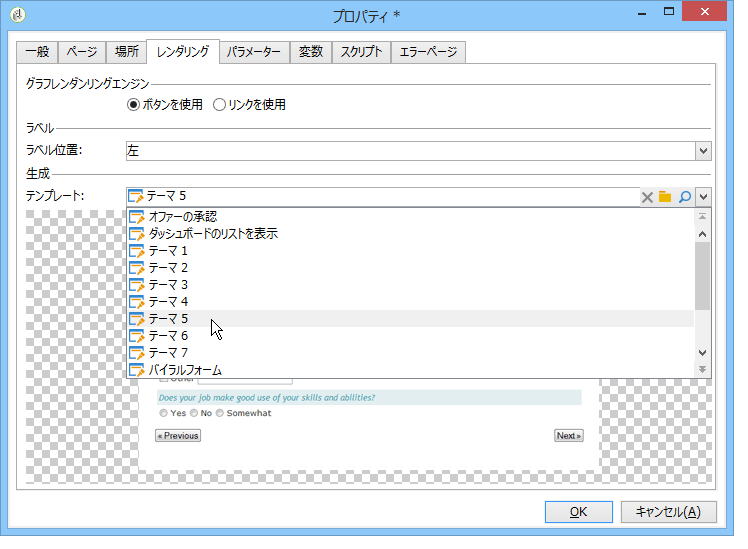 プロパティ *
一般 ページ 場所 レンダリング パラメーター 変数 スクリプト エラーページ
グラフレンダンリングエンジン
ボタンを使用 リンクを使用
ラベル
ラベル位置: 左
生成
テンプレート: テーマ 5
オファーの承認
ダッシュボードのリストを表示
テーマ 1
テーマ 2
テーマ 3
テーマ 4
テーマ 5
テーマ 6
テーマ 7
バイラルフォーム
Other
Does your job make good use of your skills and abilities?
Yes No Somewhat
« Previous Next »
OK キャンセル(A)